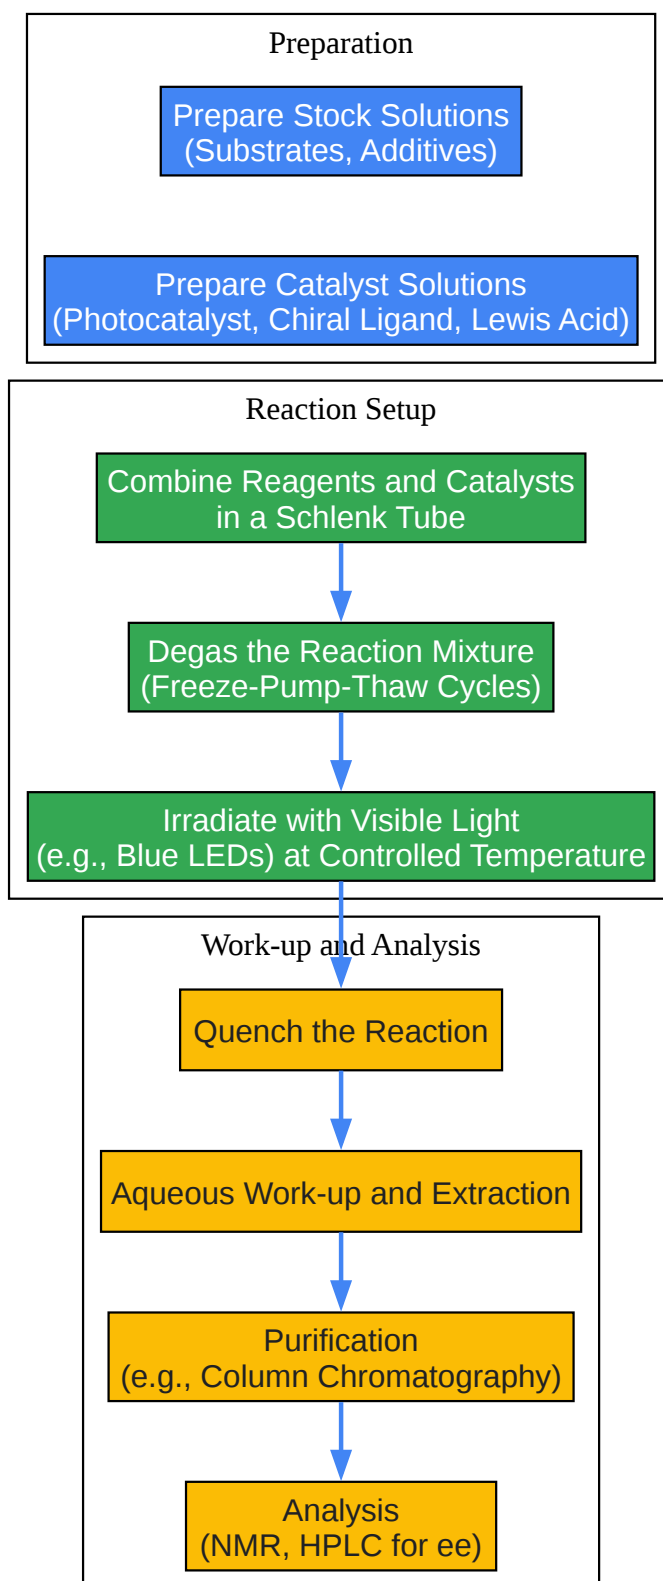 Preparation
Prepare Stock Solutions
(Substrates, Additives)
Prepare Catalyst Solutions
(Photocatalyst, Chiral Ligand, Lewis Acid)
Reaction Setup
Combine Reagents and Catalysts
in a Schlenk Tube
Degas the Reaction Mixture
(Freeze-Pump-Thaw Cycles)
Irradiate with Visible Light
(e.g., Blue LEDs) at Controlled Temperature
Work-up and Analysis
Quench the Reaction
Aqueous Work-up and Extraction
Purification
(e.g., Column Chromatography)
Analysis
(NMR, HPLC for ee)